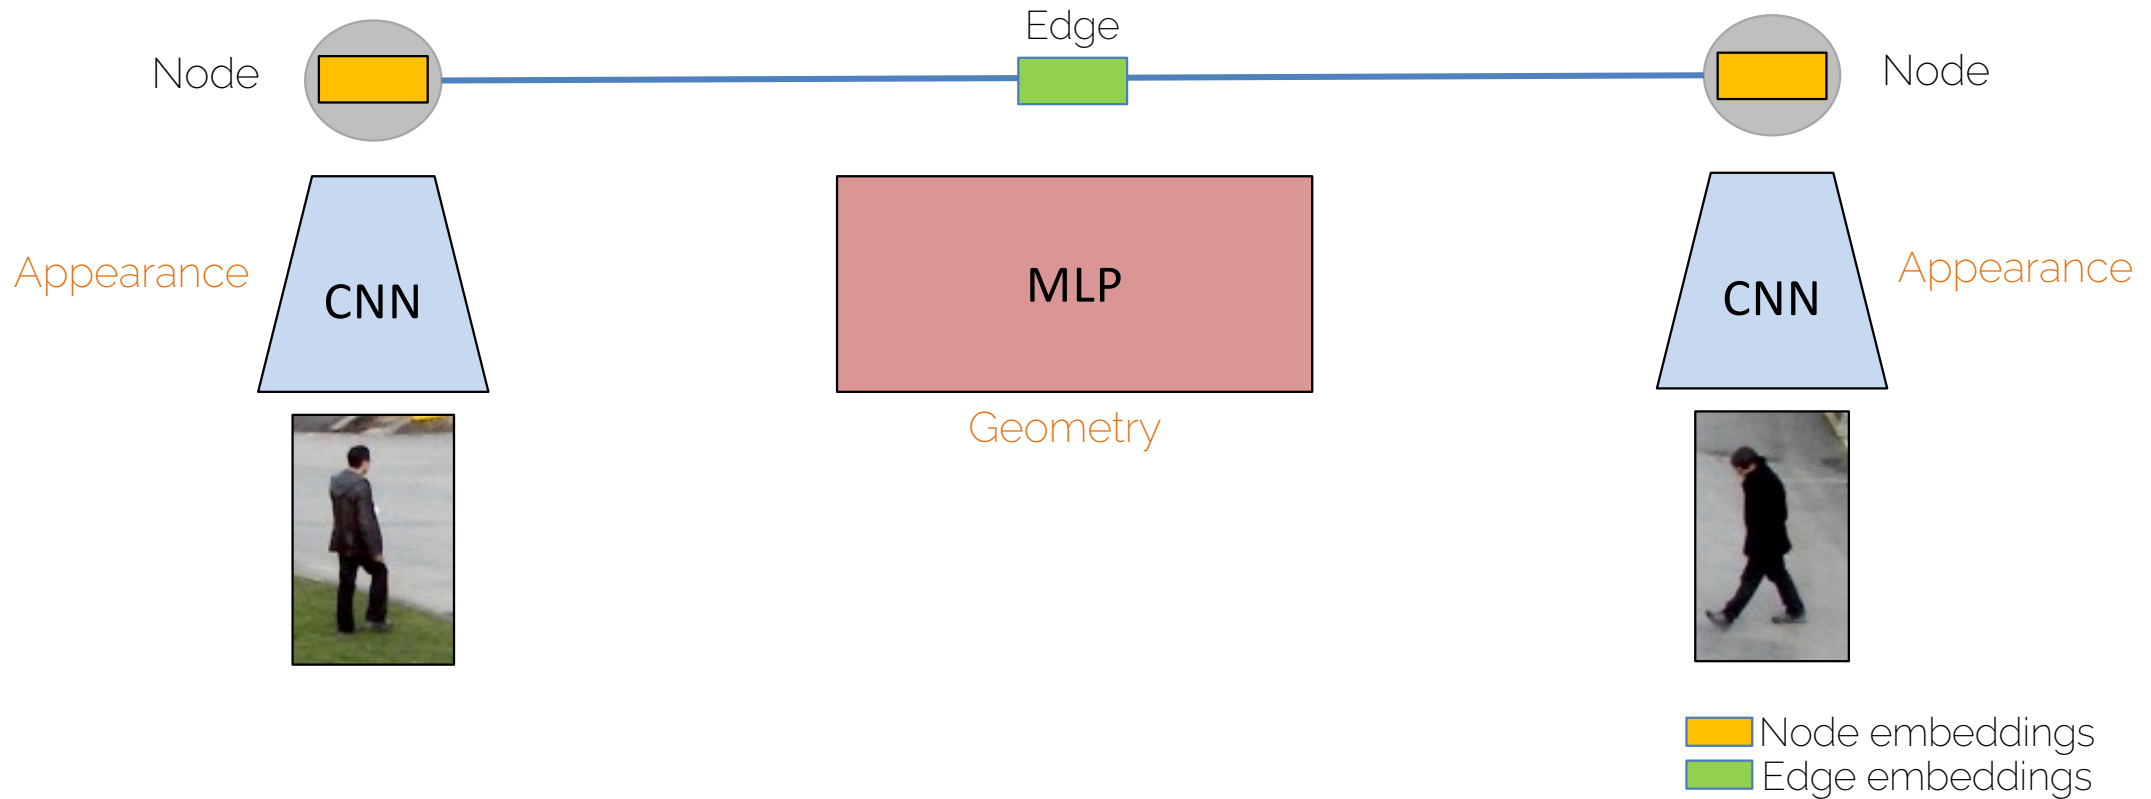 Edge
Node
Node
Appearance
CNN
MLP
CNN
Appearance
Geometry
Node embeddings
Edge embeddings